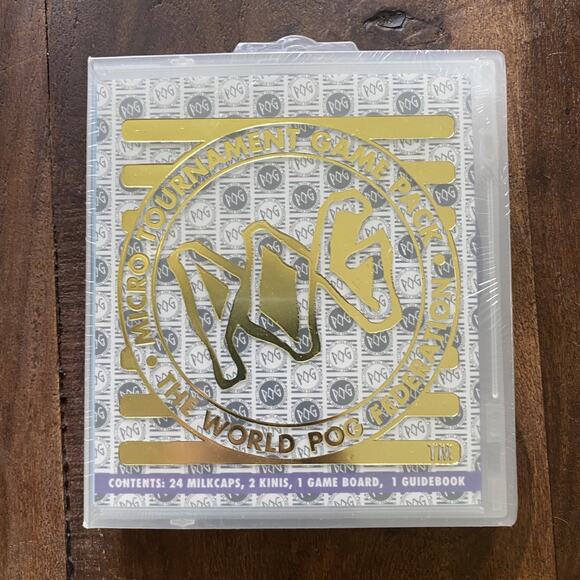 • MICRO TOURNAMENT GAME PACK •
POG
THE WORLD POG FEDERATION
TM
CONTENTS: 24 MILKCAPS, 2 KINIS, 1 GAME BOARD, 1 GUIDEBOOK